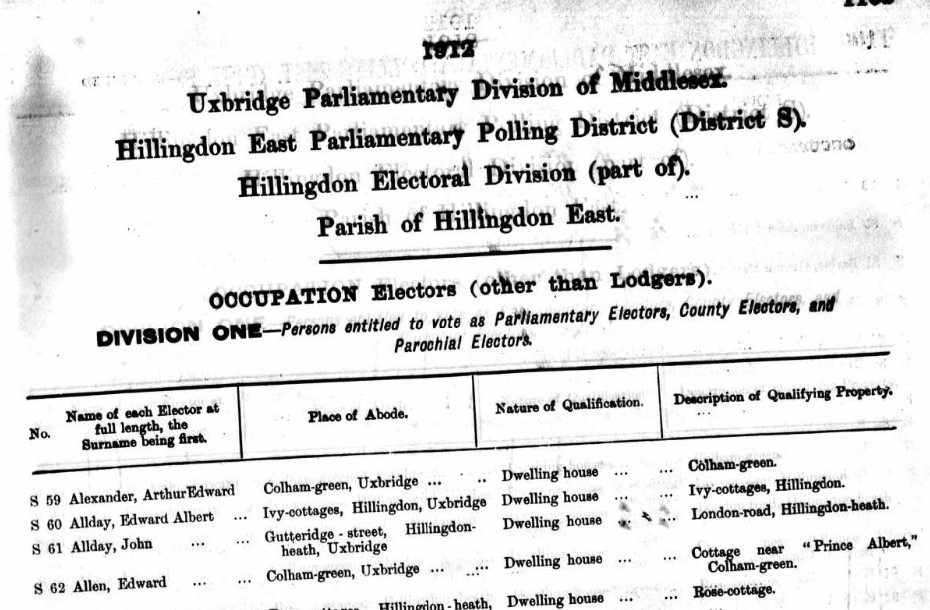 1912
Uxbridge Parliamentary Division of Middlesex.
Hillingdon East Parliamentary Polling District (District S).
Hillingdon Electoral Division (part of).
Parish of Hillingdon East.
OCCUPATION Electors (other than Lodgers).
DIVISION ONE—Persons entitled to vote as Parliamentary Electors, County Electors, and
Parochial Electors.
No. Name of each Elector at full length, the Surname being first. Place of Abode. Nature of Qualification. Description of Qualifying Property.
S 59 Alexander, Arthur Edward Colham-green, Uxbridge ... .. Dwelling house ... ... Colham-green.
S 60 Allday, Edward Albert ... Ivy-cottages, Hillingdon, Uxbridge Dwelling house ... ... Ivy-cottages, Hillingdon.
S 61 Allday, John ... ... Gutteridge-street, Hillingdon- Dwelling house ... London-road, Hillingdon-heath.
heath, Uxbridge
S 62 Allen, Edward ... ... Colham-green, Uxbridge ... ... Dwelling house ... ... Cottage near "Prince Albert,"
Colham-green.
Hillingdon-heath, Dwelling house ... ... Rose-cottage.